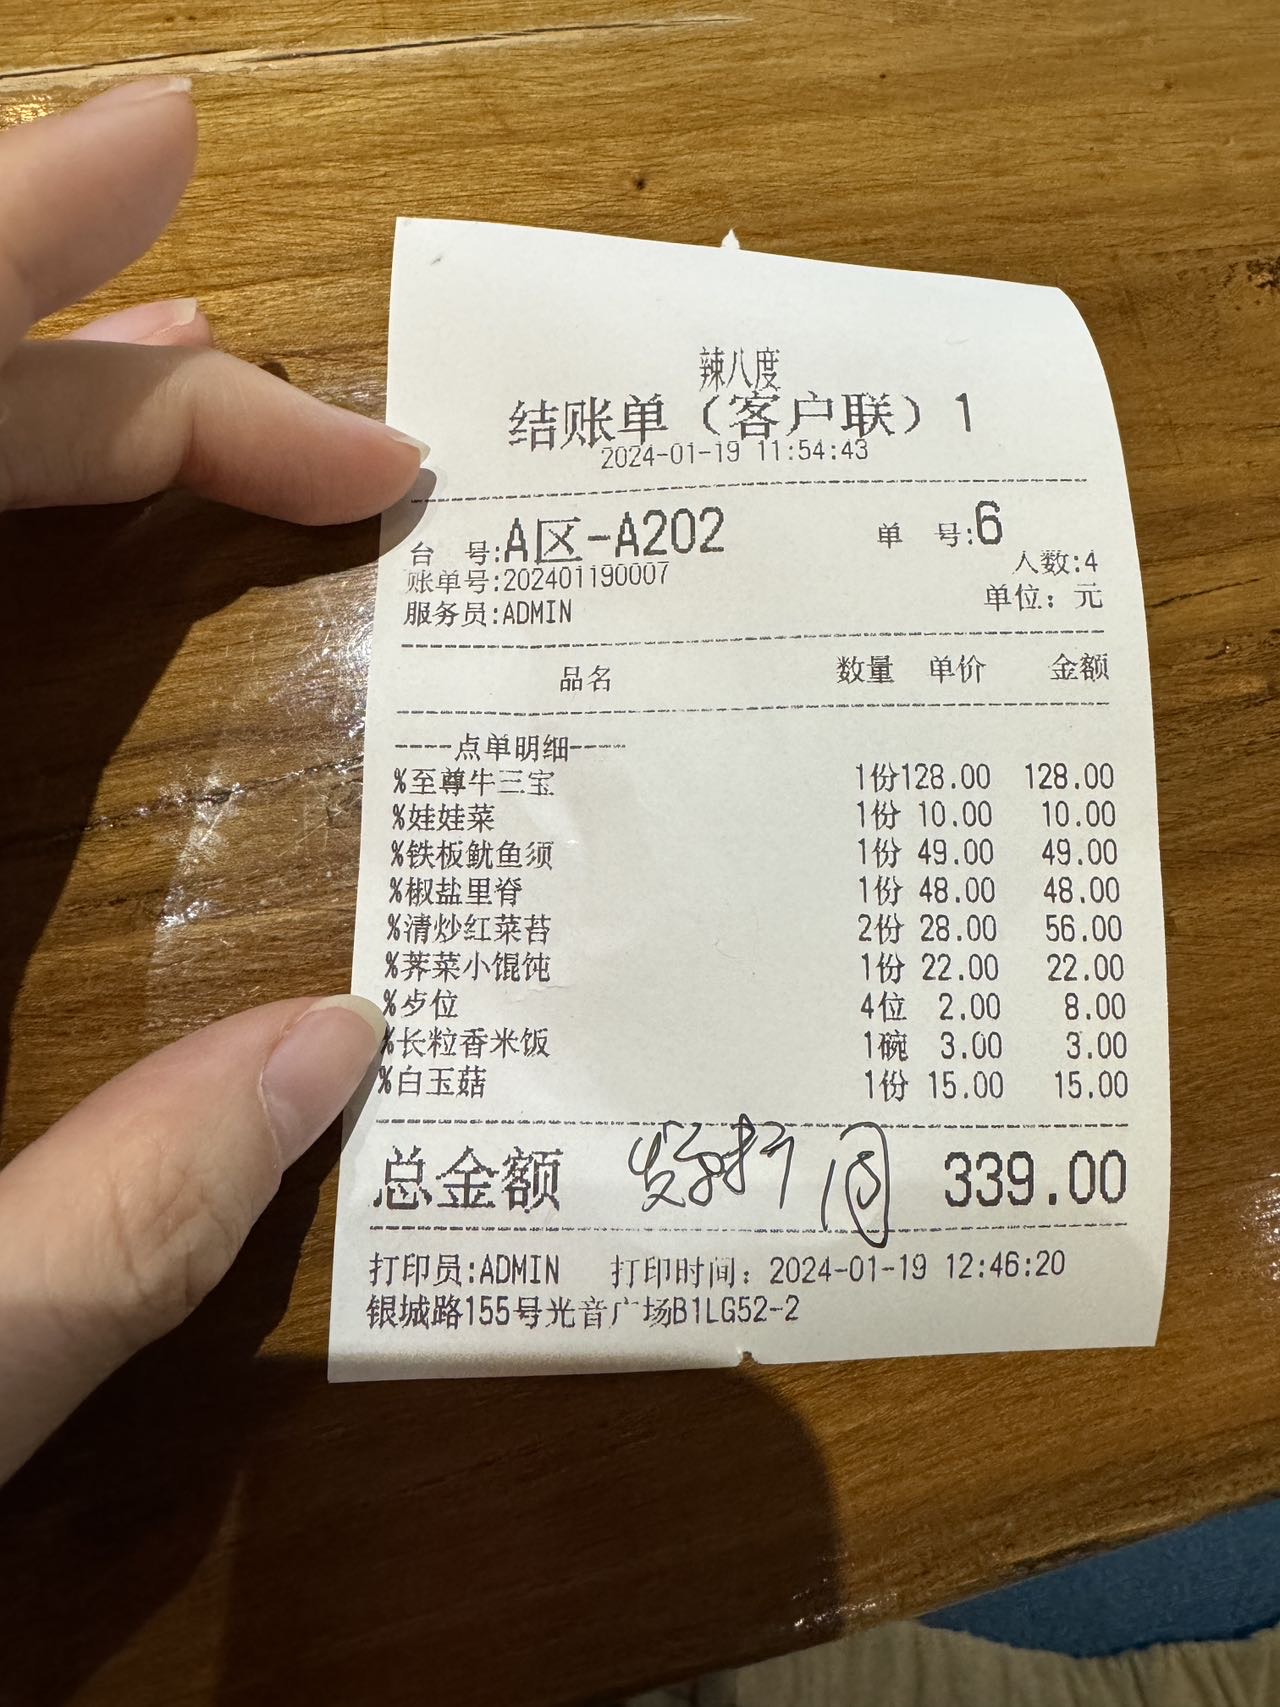 辣八度
结账单（客户联）1
2024-01-19 11:54:43
台 号:A区-A202 单 号:6
人数:4
账单号:202401190007
单位：元
服务员:ADMIN
品名 数量 单价 金额
----点单明细----
%至尊牛三宝 1份128.00 128.00
%娃娃菜 1份 10.00 10.00
%铁板鱿鱼须 1份 49.00 49.00
%椒盐里脊 1份 48.00 48.00
%清炒红菜苔 2份 28.00 56.00
%荠菜小馄饨 1份 22.00 22.00
%歺位 4位 2.00 8.00
%长粒香米饭 1碗 3.00 3.00
%白玉菇 1份 15.00 15.00
总金额 339.00
打印员:ADMIN 打印时间：2024-01-19 12:46:20
银城路155号光音广场B1LG52-2